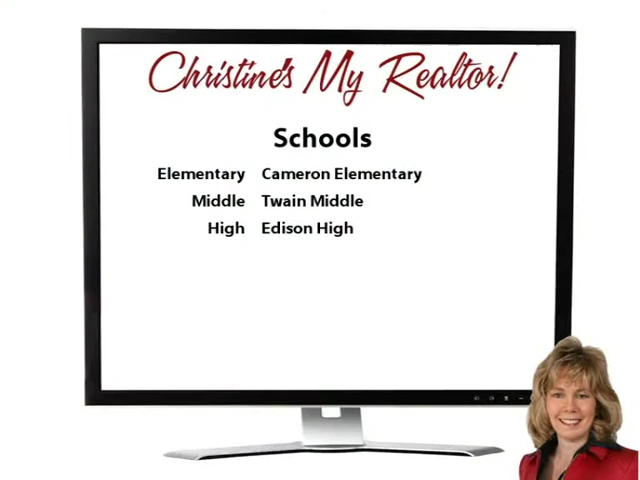 Christine's My Realtor!
Schools
Elementary Cameron Elementary
Middle Twain Middle
High Edison High